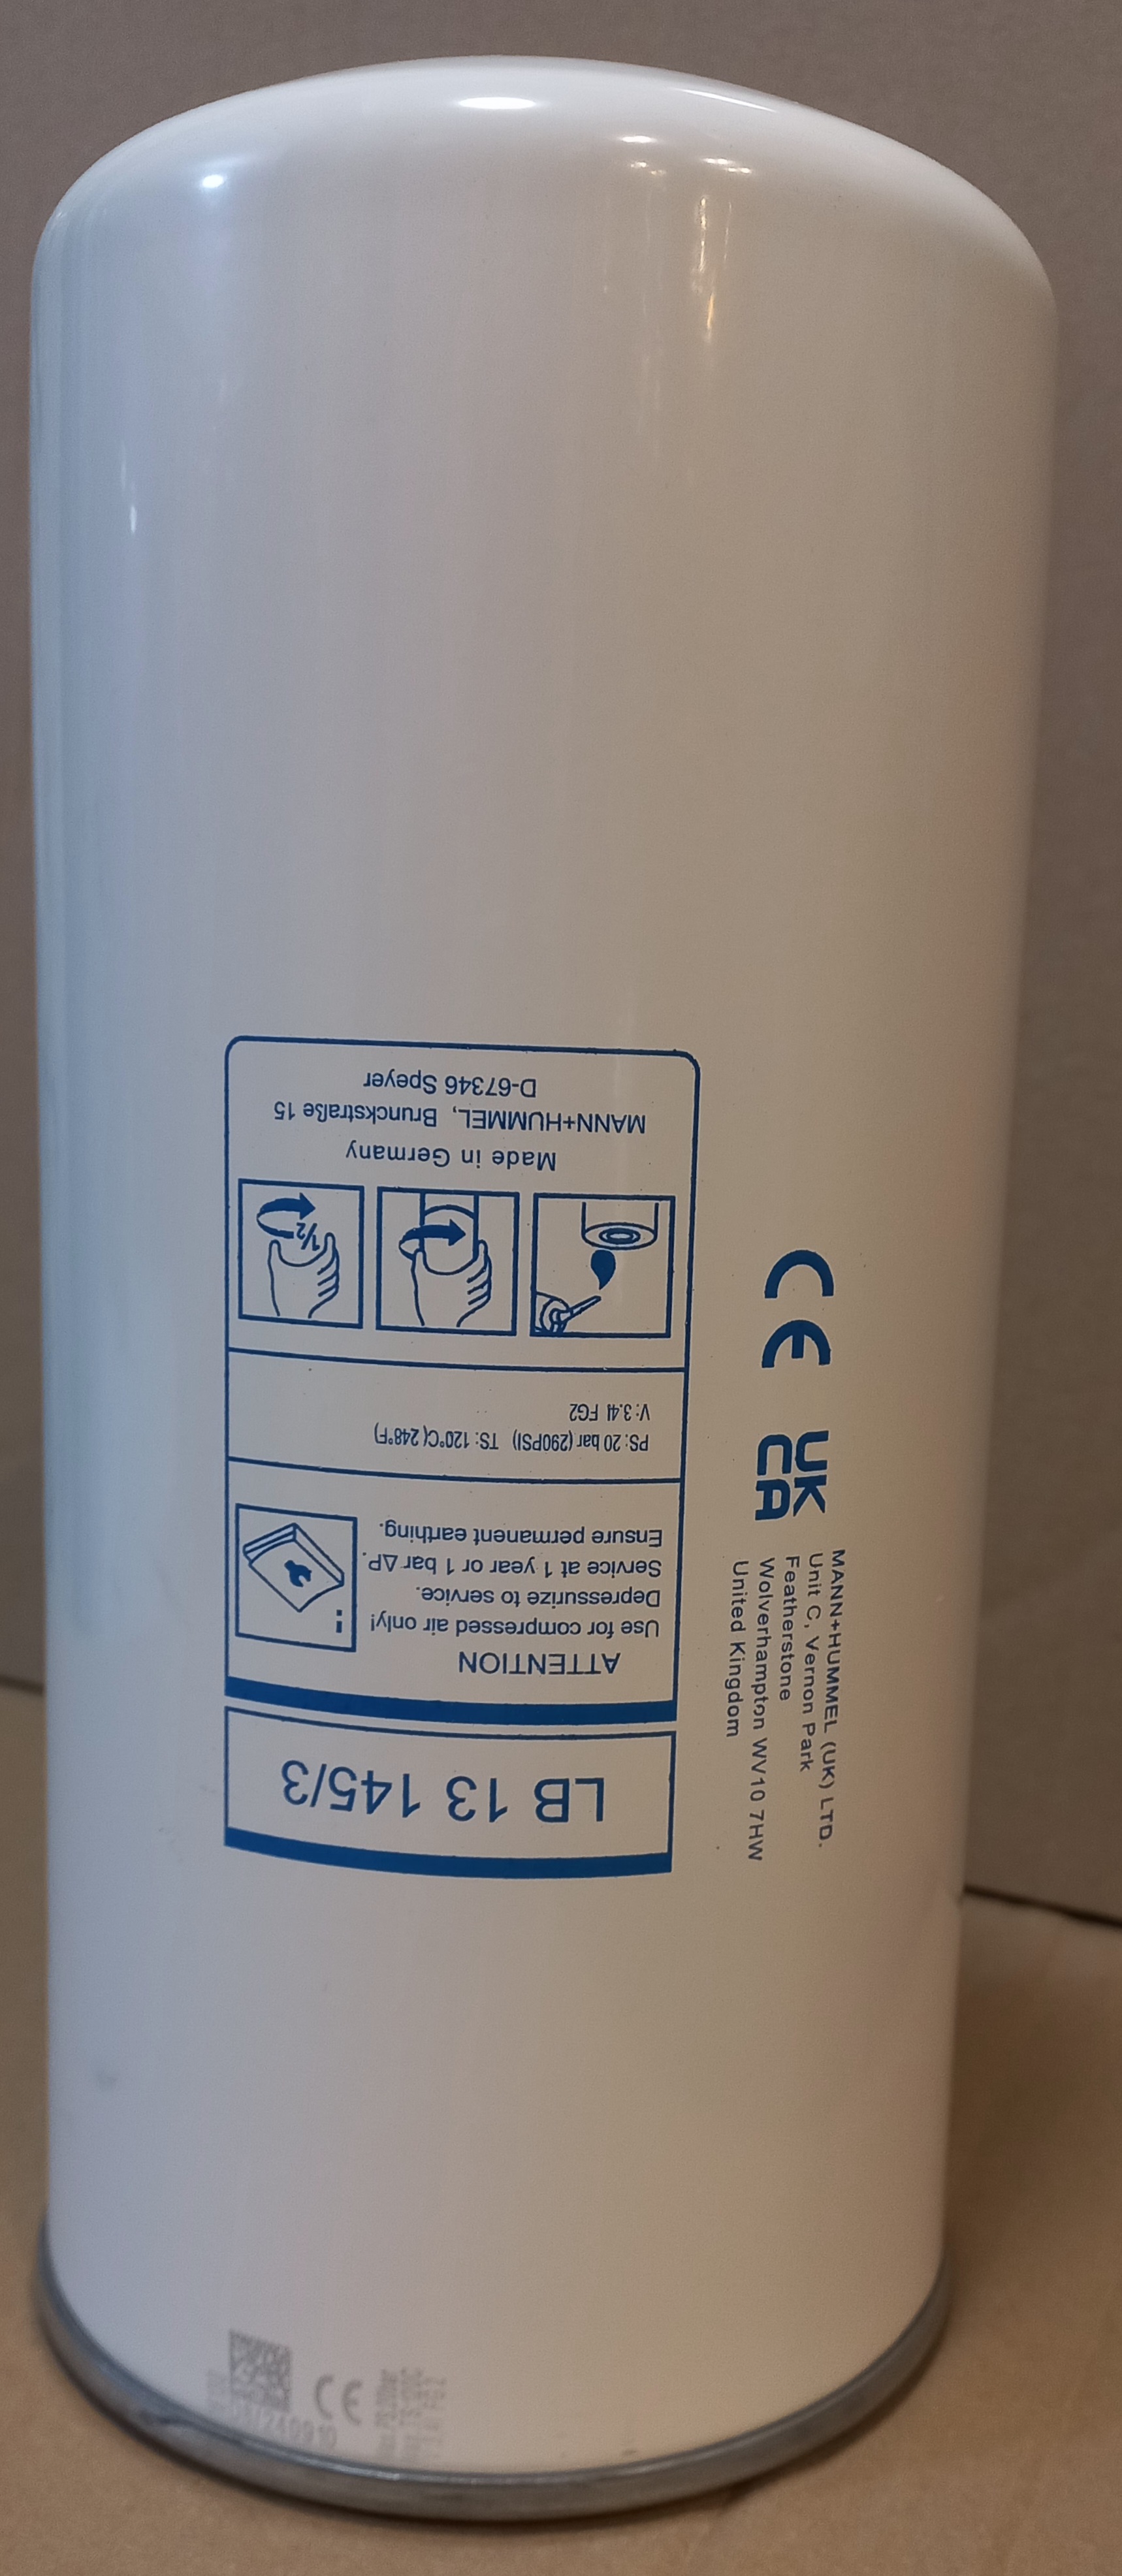 LB 13 145/3
ATTENTION
Use for compressed air only!
Depressurize to service.
Service at 1 year or 1 bar ΔP.
Ensure permanent earthing.
i
PS: 20 bar (290PSI) TS: 120°C( 248°F)
V: 3.4l FG2
1/2
Made in Germany
MANN+HUMMEL, Brunckstraße 15
D-67346 Speyer
CE
UK
CA
MANN+HUMMEL (UK) LTD.
Unit C, Vernon Park
Featherstone
Wolverhampton WV10 7HW
United Kingdom
CE